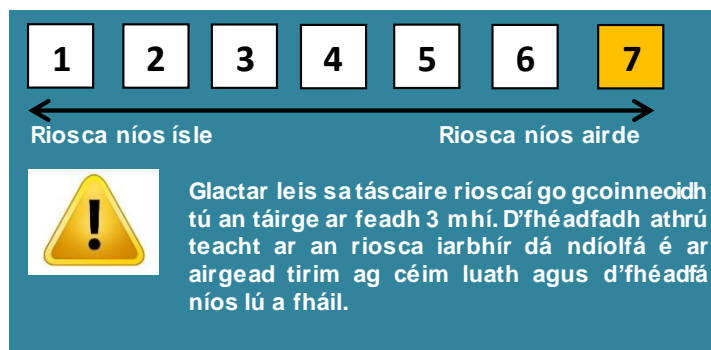 1 2 3 4 5 6 7
Riosca níos ísle Riosca níos airde
Glactar leis sa táscaire rioscaí go gcoinneoidh
tú an táirge ar feadh 3 mhí. D'fhéadfadh athrú
teacht ar an riosca iarbhír dá ndíolfá é ar
airgead tirim ag céim luath agus d'fhéadfá
níos lú a fháil.